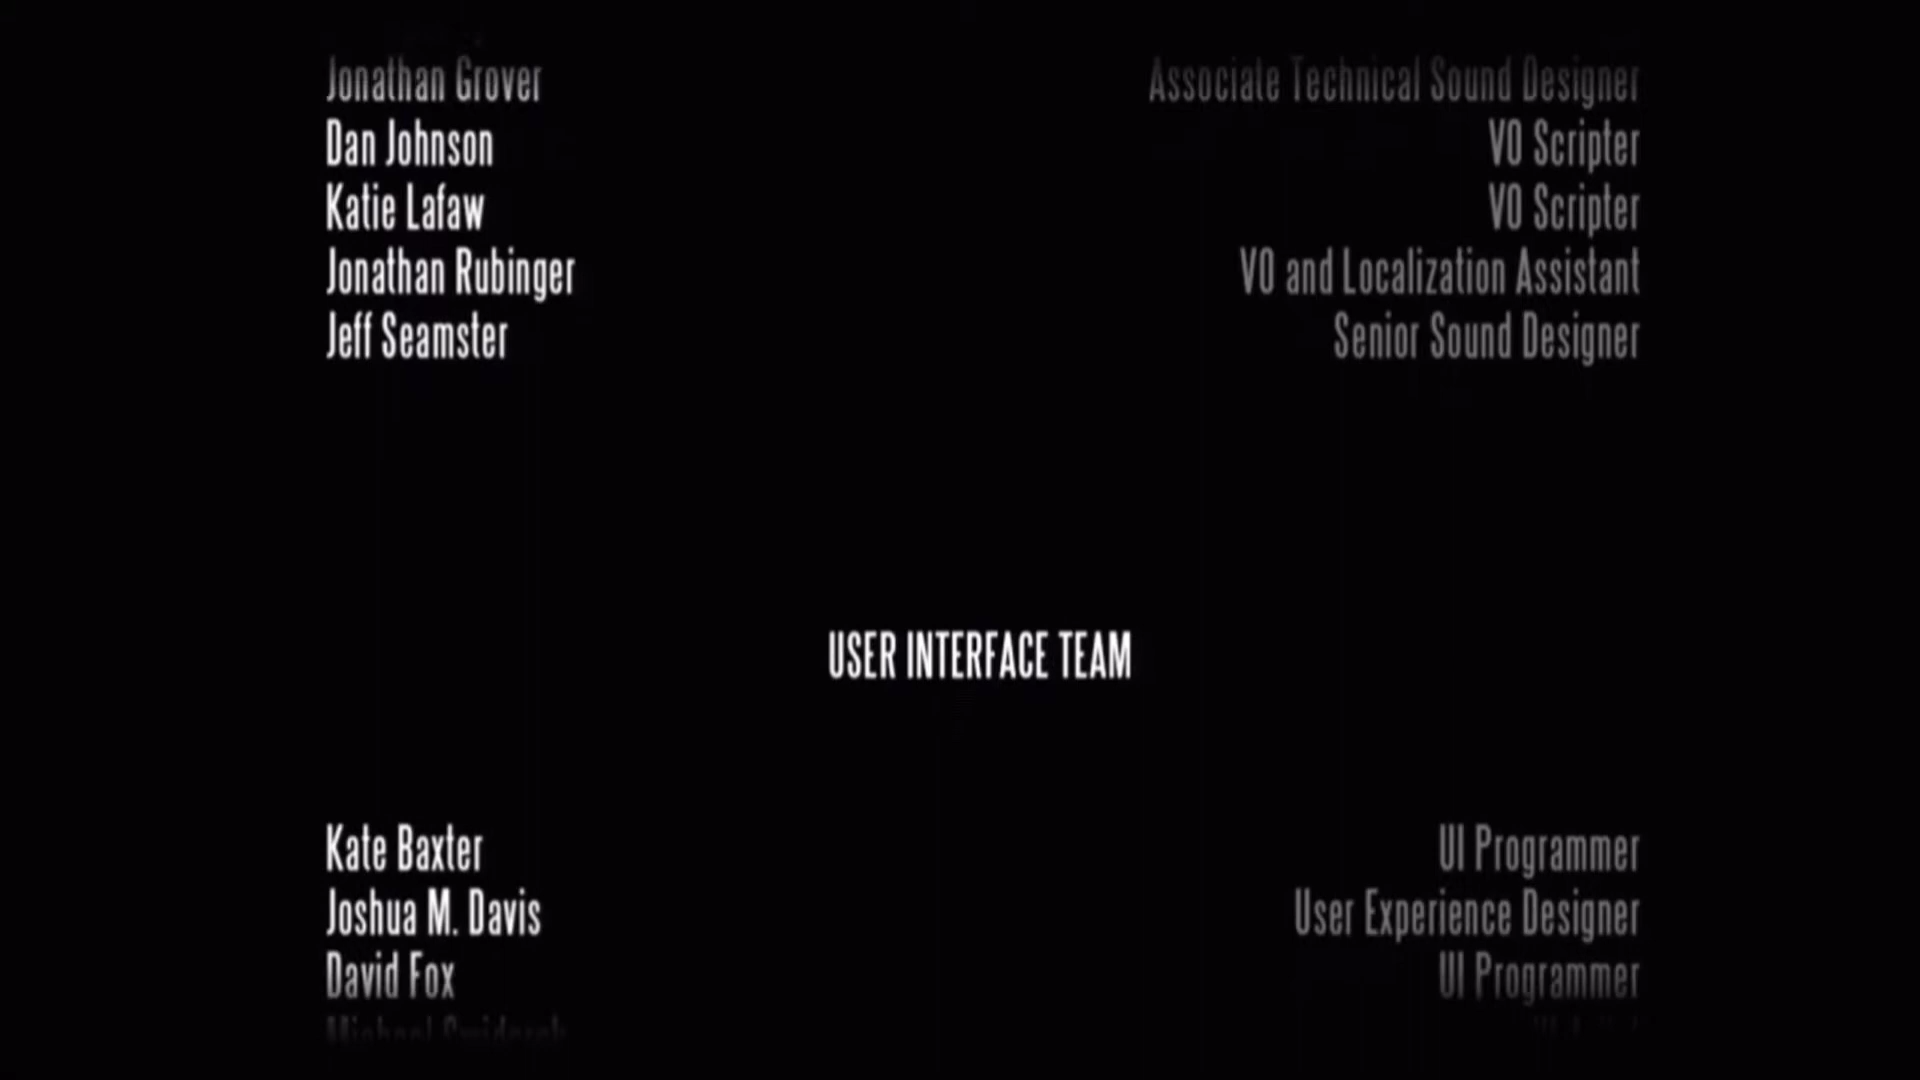 Jonathan Grover Associate Technical Sound Designer
Dan Johnson VO Scripter
Katie Lafaw VO Scripter
Jonathan Rubinger VO and Localization Assistant
Jeff Seamster Senior Sound Designer
USER INTERFACE TEAM
Kate Baxter UI Programmer
Joshua M. Davis User Experience Designer
David Fox UI Programmer
Michael